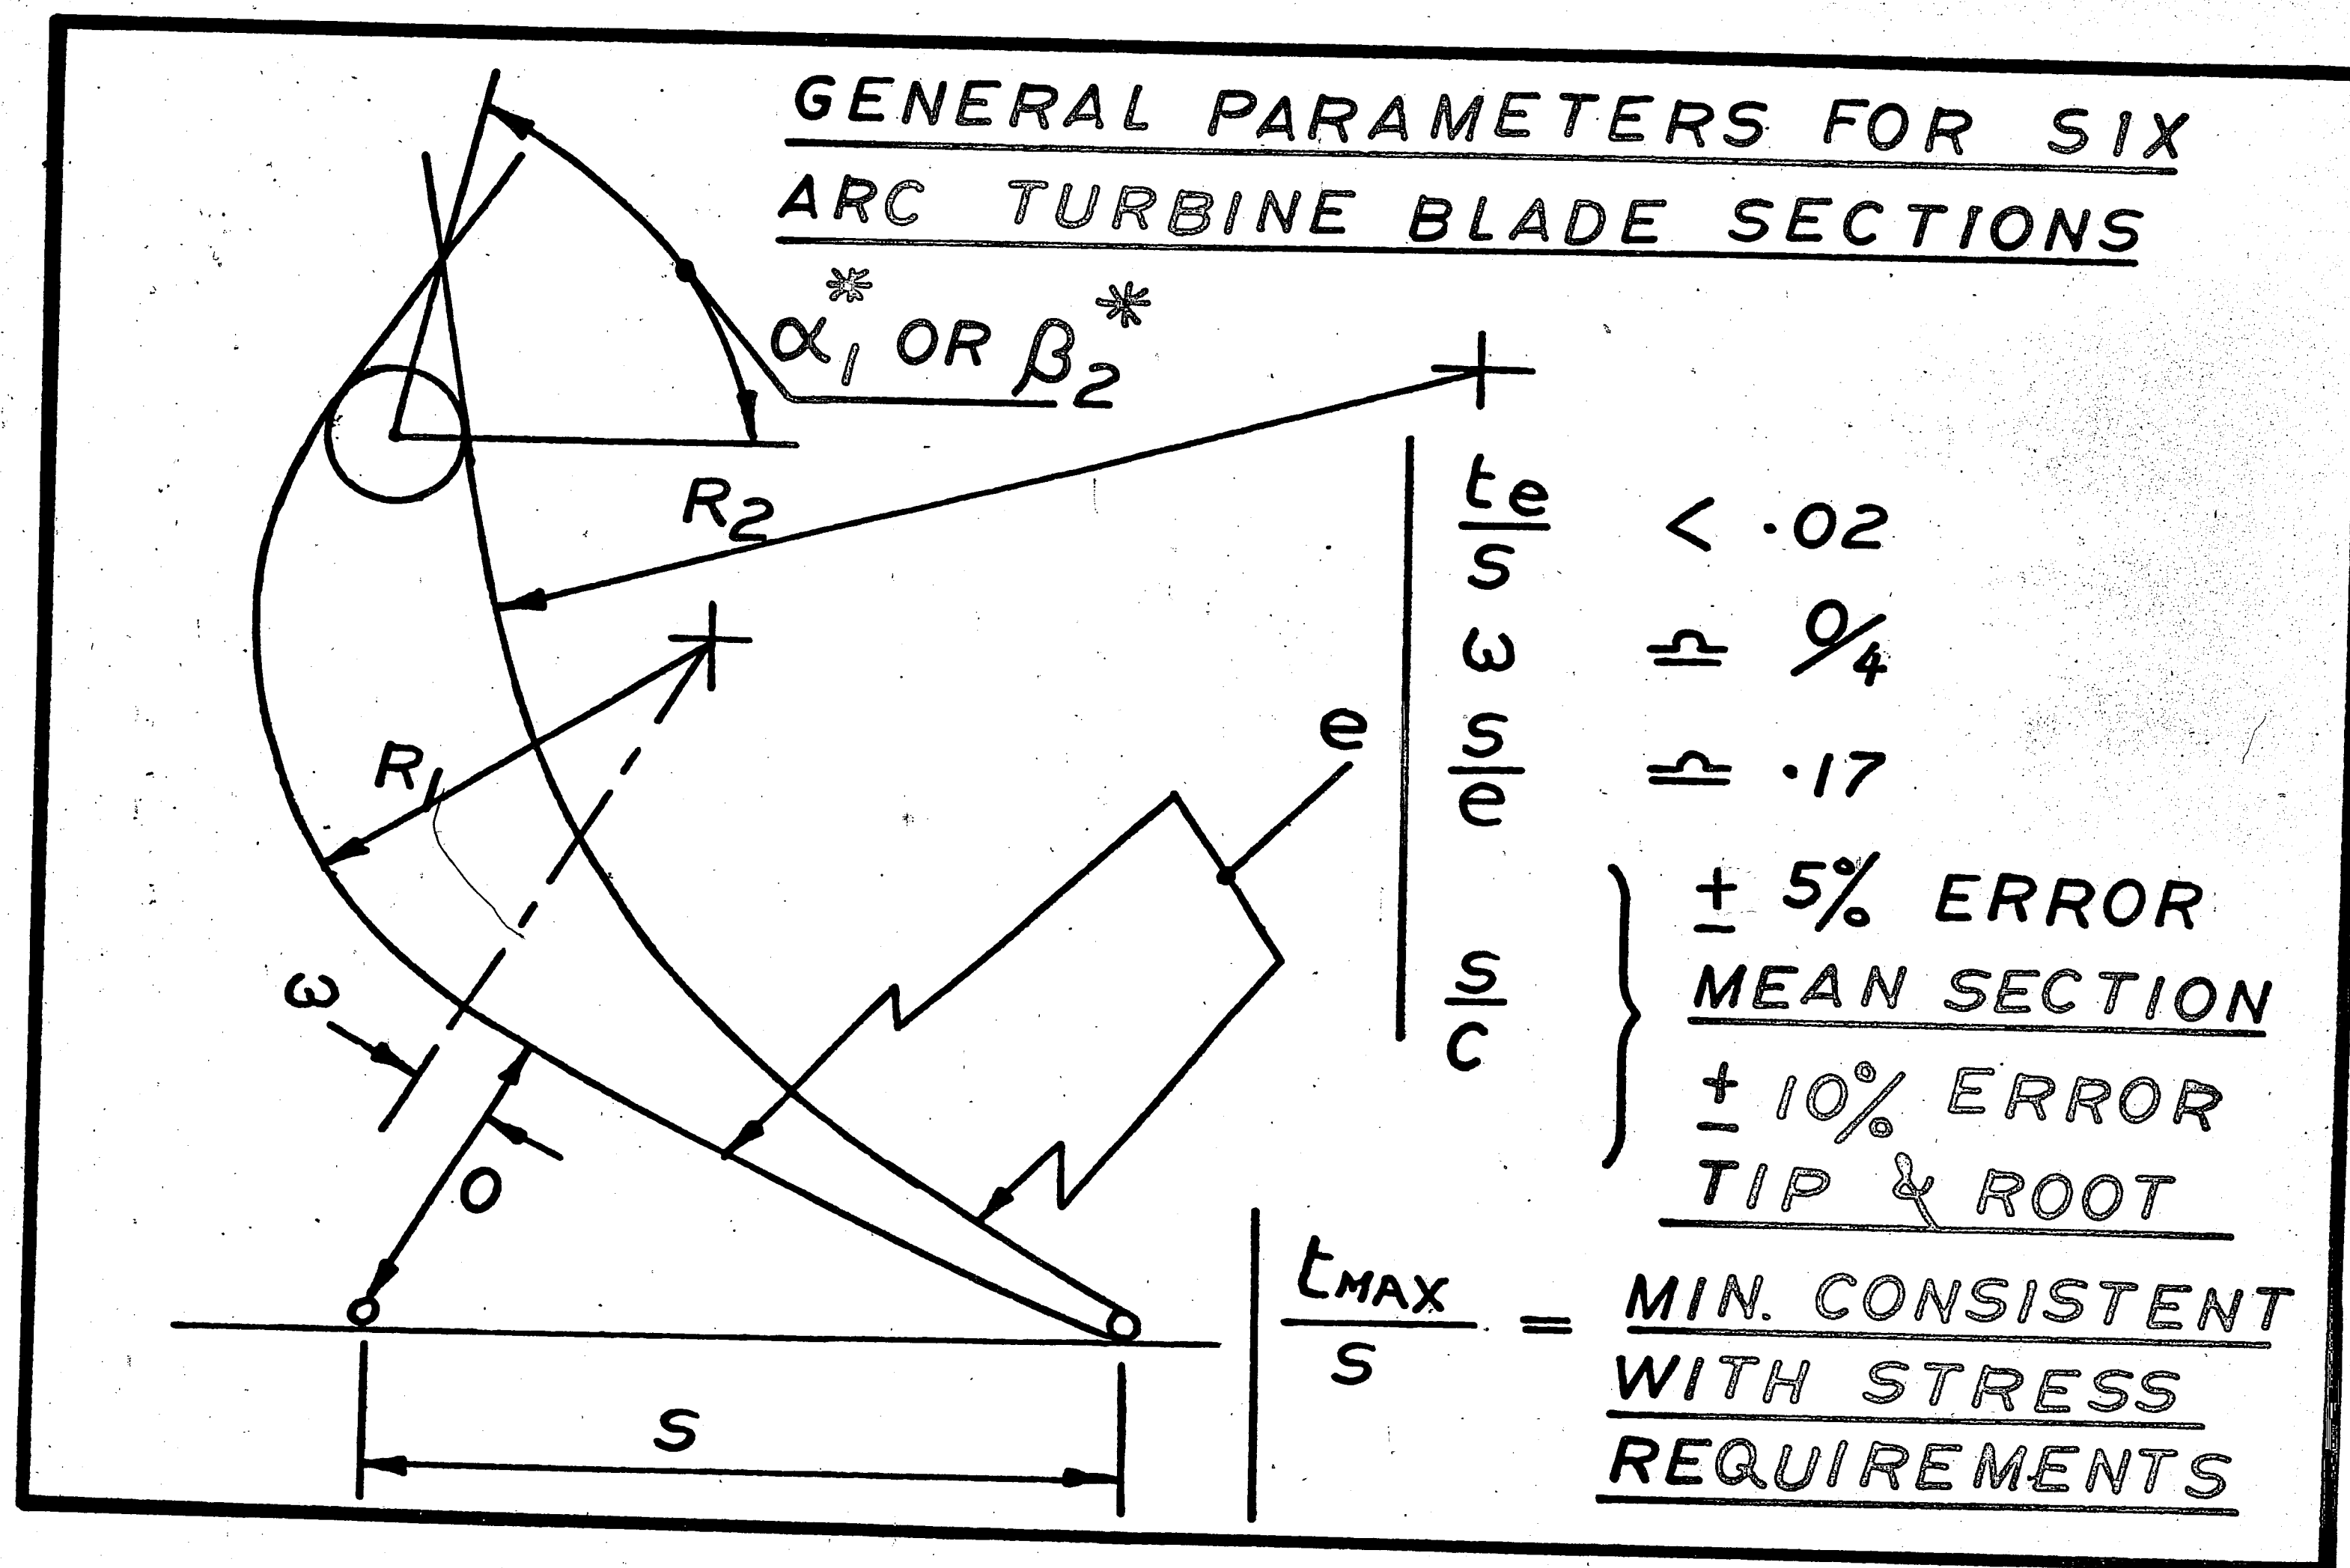 GENERAL PARAMETERS FOR SIX
ARC TURBINE BLADE SECTIONS
α₁* OR β₂*
R₂
te/s < ·02
ω ≏ O/4
s/e ≏ ·17
e
R₁
± 5% ERROR
MEAN SECTION
s/c
± 10% ERROR
TIP & ROOT
ω
O
tMAX/s = MIN. CONSISTENT
WITH STRESS
REQUIREMENTS
S